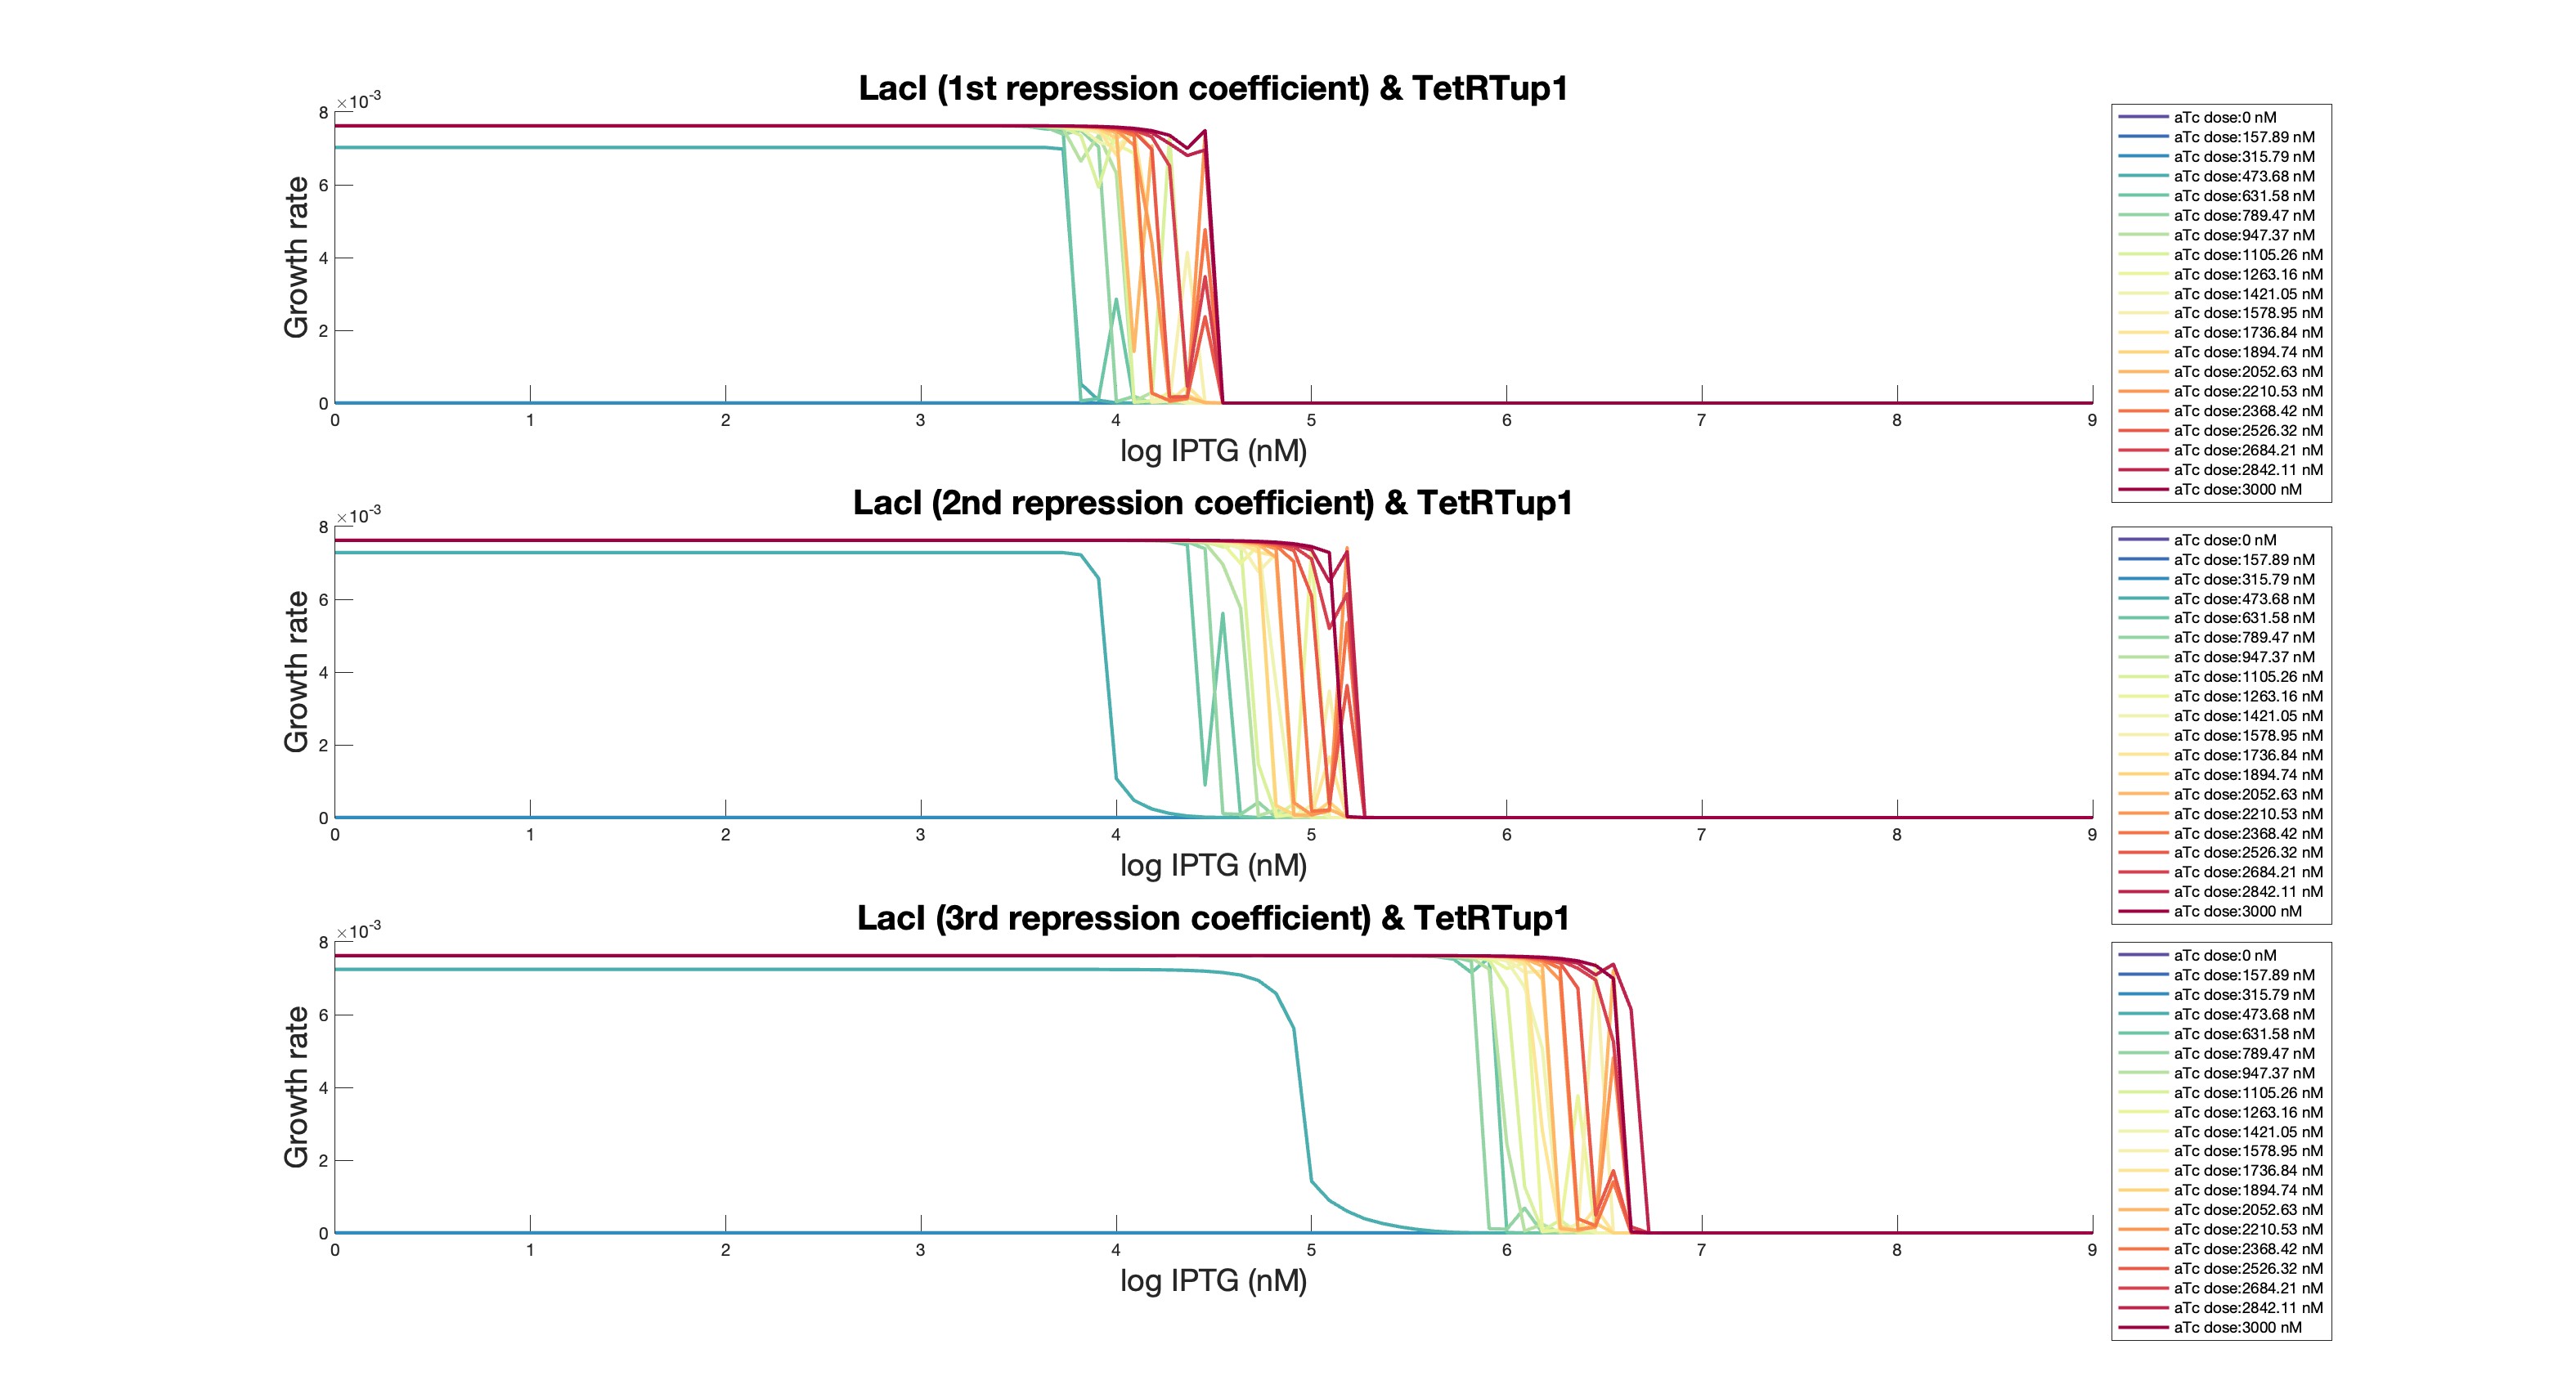 LacI (1st repression coefficient) & TetRTup1
×10-3
8
6
4
2
0
Growth rate
0 1 2 3 4 5 6 7 8 9
log IPTG (nM)
aTc dose:0 nM
aTc dose:157.89 nM
aTc dose:315.79 nM
aTc dose:473.68 nM
aTc dose:631.58 nM
aTc dose:789.47 nM
aTc dose:947.37 nM
aTc dose:1105.26 nM
aTc dose:1263.16 nM
aTc dose:1421.05 nM
aTc dose:1578.95 nM
aTc dose:1736.84 nM
aTc dose:1894.74 nM
aTc dose:2052.63 nM
aTc dose:2210.53 nM
aTc dose:2368.42 nM
aTc dose:2526.32 nM
aTc dose:2684.21 nM
aTc dose:2842.11 nM
aTc dose:3000 nM
LacI (2nd repression coefficient) & TetRTup1
×10-3
8
6
4
2
0
Growth rate
0 1 2 3 4 5 6 7 8 9
log IPTG (nM)
aTc dose:0 nM
aTc dose:157.89 nM
aTc dose:315.79 nM
aTc dose:473.68 nM
aTc dose:631.58 nM
aTc dose:789.47 nM
aTc dose:947.37 nM
aTc dose:1105.26 nM
aTc dose:1263.16 nM
aTc dose:1421.05 nM
aTc dose:1578.95 nM
aTc dose:1736.84 nM
aTc dose:1894.74 nM
aTc dose:2052.63 nM
aTc dose:2210.53 nM
aTc dose:2368.42 nM
aTc dose:2526.32 nM
aTc dose:2684.21 nM
aTc dose:2842.11 nM
aTc dose:3000 nM
LacI (3rd repression coefficient) & TetRTup1
×10-3
8
6
4
2
0
Growth rate
0 1 2 3 4 5 6 7 8 9
log IPTG (nM)
aTc dose:0 nM
aTc dose:157.89 nM
aTc dose:315.79 nM
aTc dose:473.68 nM
aTc dose:631.58 nM
aTc dose:789.47 nM
aTc dose:947.37 nM
aTc dose:1105.26 nM
aTc dose:1263.16 nM
aTc dose:1421.05 nM
aTc dose:1578.95 nM
aTc dose:1736.84 nM
aTc dose:1894.74 nM
aTc dose:2052.63 nM
aTc dose:2210.53 nM
aTc dose:2368.42 nM
aTc dose:2526.32 nM
aTc dose:2684.21 nM
aTc dose:2842.11 nM
aTc dose:3000 nM